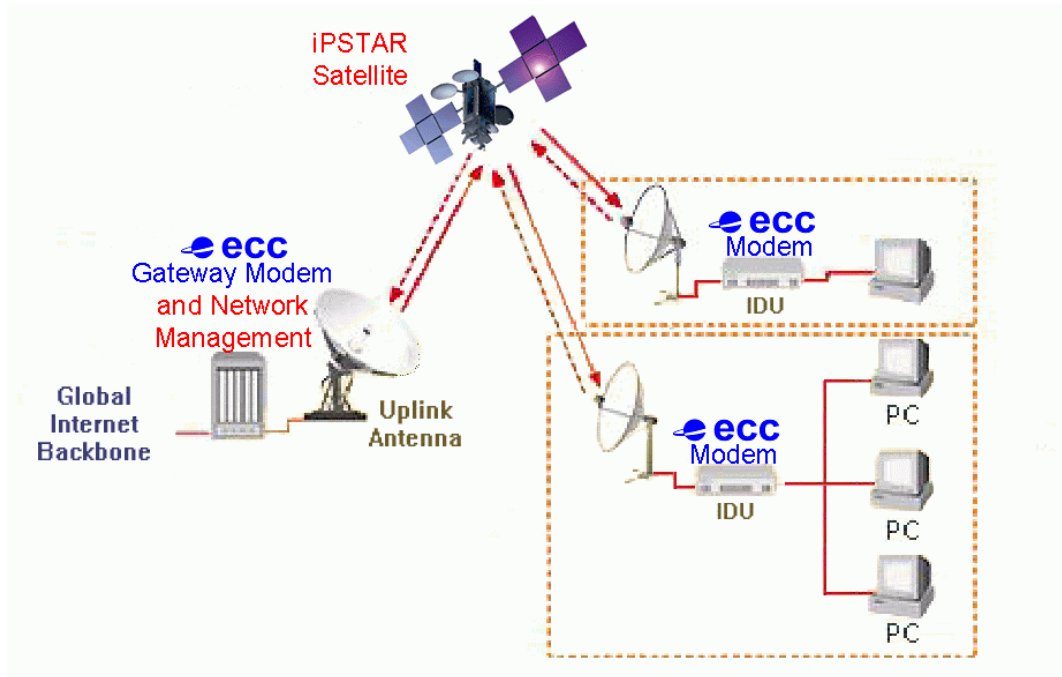 iPSTAR
Satellite
ecc
Gateway Modem
and Network
Management
Global
Internet
Backbone
Uplink
Antenna
ecc
Modem
IDU
ecc
Modem
IDU
PC
PC
PC